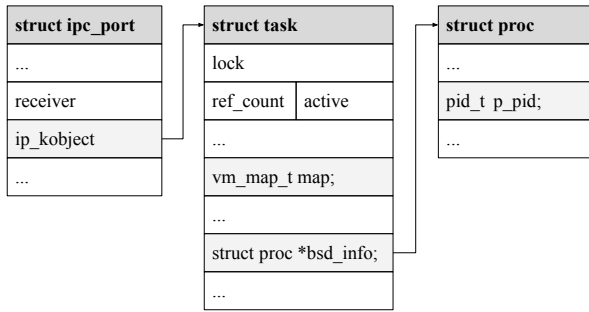 struct ipc_port
...
receiver
ip_kobject
...
struct task
lock
ref_count active
...
vm_map_t map;
...
struct proc *bsd_info;
...
struct proc
...
pid_t p_pid;
...